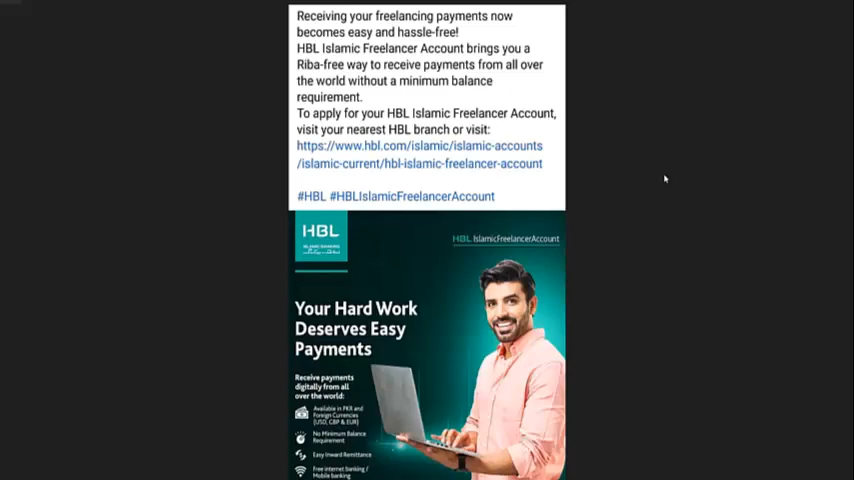 Receiving your freelancing payments now
becomes easy and hassle-free!
HBL Islamic Freelancer Account brings you a
Riba-free way to receive payments from all over
the world without a minimum balance
requirement.
To apply for your HBL Islamic Freelancer Account,
visit your nearest HBL branch or visit:
https://www.hbl.com/islamic/islamic-accounts
/islamic-current/hbl-islamic-freelancer-account
#HBL #HBLIslamicFreelancerAccount
HBL
ISLAMIC BANKING
HBL IslamicFreelancerAccount
Your Hard Work
Deserves Easy
Payments
Receive payments
digitally from all
over the world:
Available in PKR and
Foreign Currencies
(USD, GBP & EUR)
No Minimum Balance
Requirement
Easy Inward Remittance
Free internet Banking /
Mobile banking